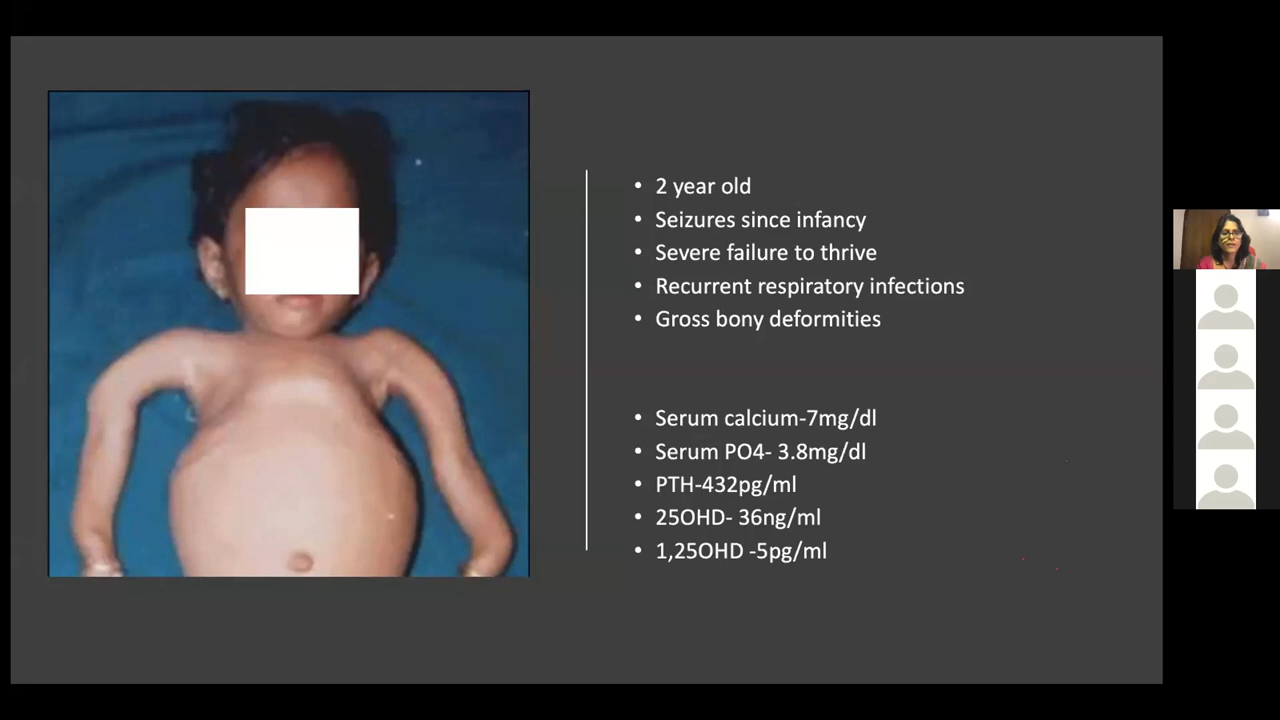 • 2 year old
• Seizures since infancy
• Severe failure to thrive
• Recurrent respiratory infections
• Gross bony deformities
• Serum calcium-7mg/dl
• Serum PO4- 3.8mg/dl
• PTH-432pg/ml
• 25OHD- 36ng/ml
• 1,25OHD -5pg/ml